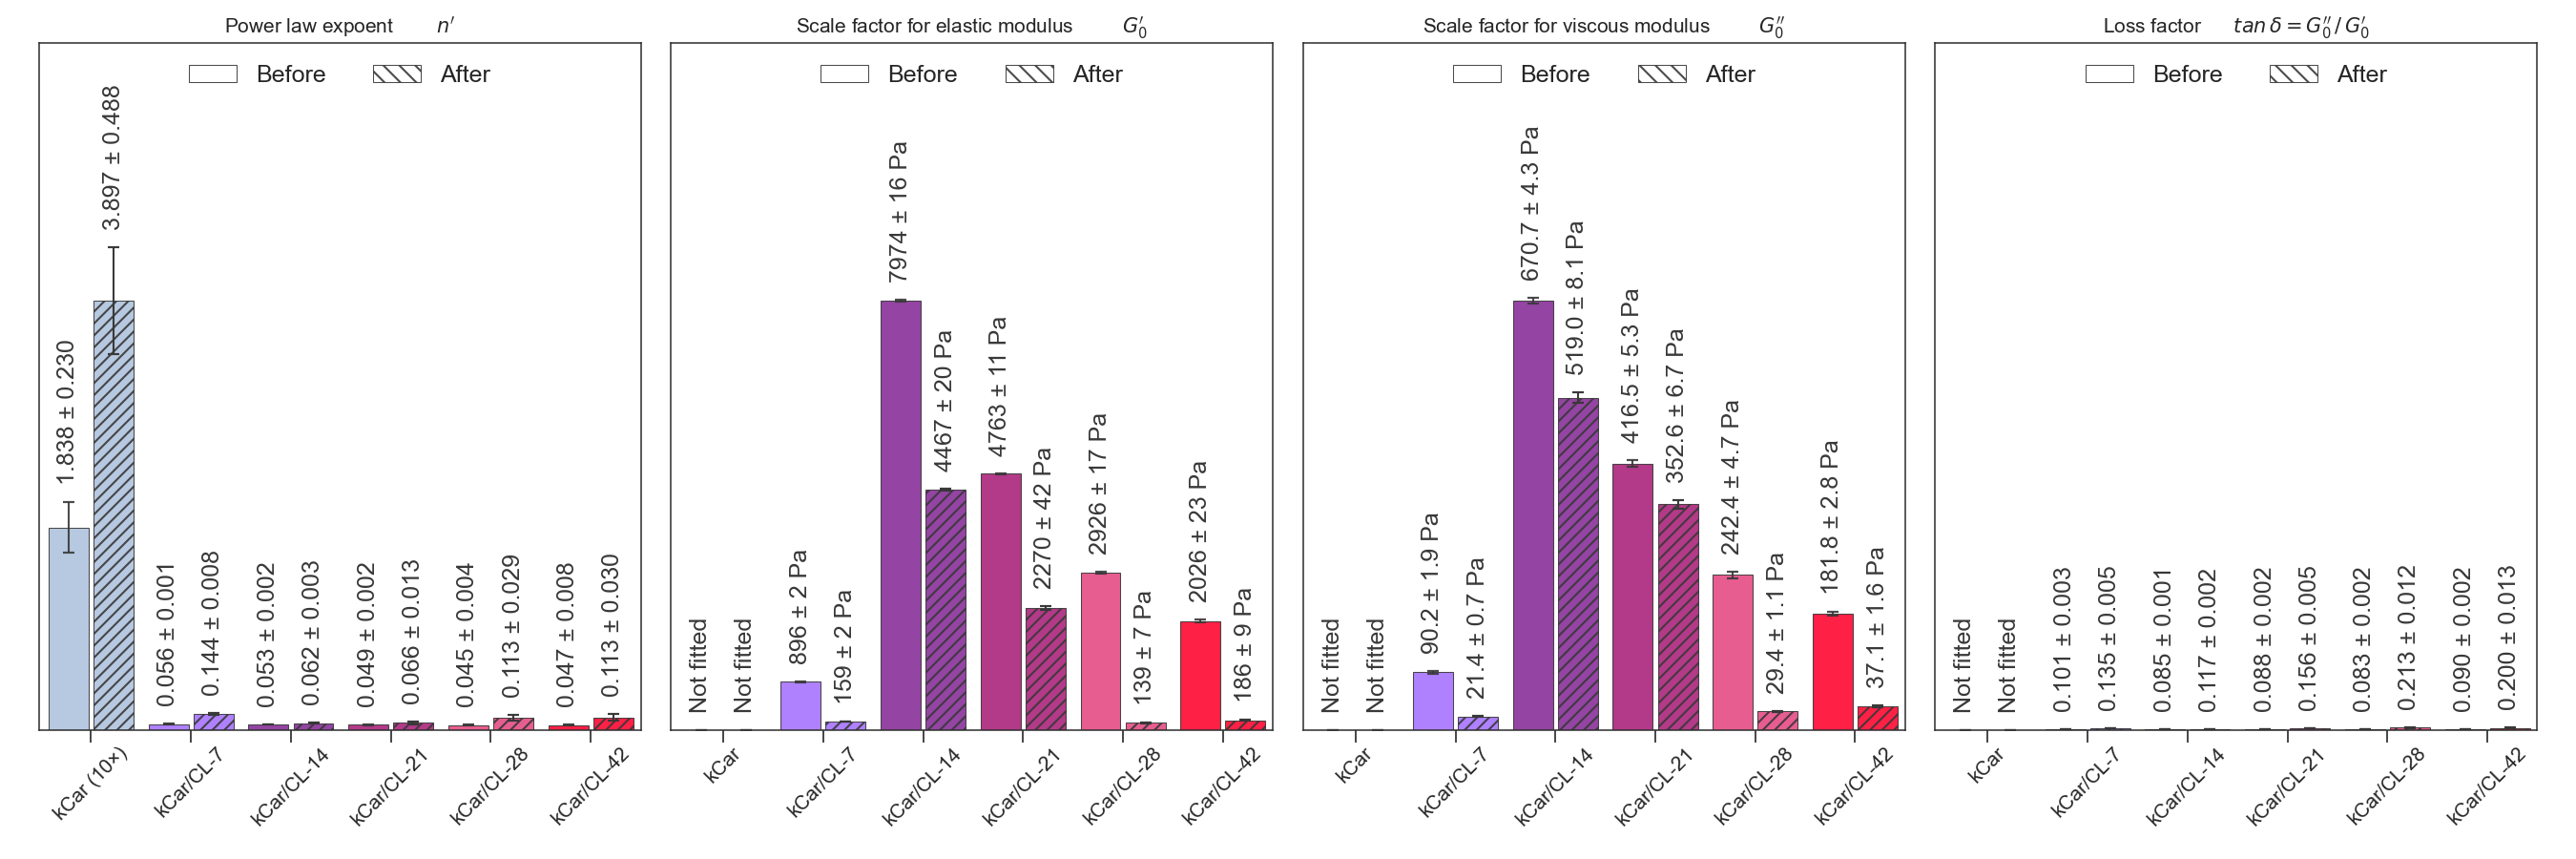 Power law expoent n′
Before After
1.838 ± 0.230
3.897 ± 0.488
0.056 ± 0.001
0.144 ± 0.008
0.053 ± 0.002
0.062 ± 0.003
0.049 ± 0.002
0.066 ± 0.013
0.045 ± 0.004
0.113 ± 0.029
0.047 ± 0.008
0.113 ± 0.030
kCar (10×)
kCar/CL-7
kCar/CL-14
kCar/CL-21
kCar/CL-28
kCar/CL-42
Scale factor for elastic modulus G′₀
Before After
Not fitted
Not fitted
896 ± 2 Pa
159 ± 2 Pa
7974 ± 16 Pa
4467 ± 20 Pa
4763 ± 11 Pa
2270 ± 42 Pa
2926 ± 17 Pa
139 ± 7 Pa
2026 ± 23 Pa
186 ± 9 Pa
kCar
kCar/CL-7
kCar/CL-14
kCar/CL-21
kCar/CL-28
kCar/CL-42
Scale factor for viscous modulus G″₀
Before After
Not fitted
Not fitted
90.2 ± 1.9 Pa
21.4 ± 0.7 Pa
670.7 ± 4.3 Pa
519.0 ± 8.1 Pa
416.5 ± 5.3 Pa
352.6 ± 6.7 Pa
242.4 ± 4.7 Pa
29.4 ± 1.1 Pa
181.8 ± 2.8 Pa
37.1 ± 1.6 Pa
kCar
kCar/CL-7
kCar/CL-14
kCar/CL-21
kCar/CL-28
kCar/CL-42
Loss factor tan δ = G″₀ / G′₀
Before After
Not fitted
Not fitted
0.101 ± 0.003
0.135 ± 0.005
0.085 ± 0.001
0.117 ± 0.002
0.088 ± 0.002
0.156 ± 0.005
0.083 ± 0.002
0.213 ± 0.012
0.090 ± 0.002
0.200 ± 0.013
kCar
kCar/CL-7
kCar/CL-14
kCar/CL-21
kCar/CL-28
kCar/CL-42